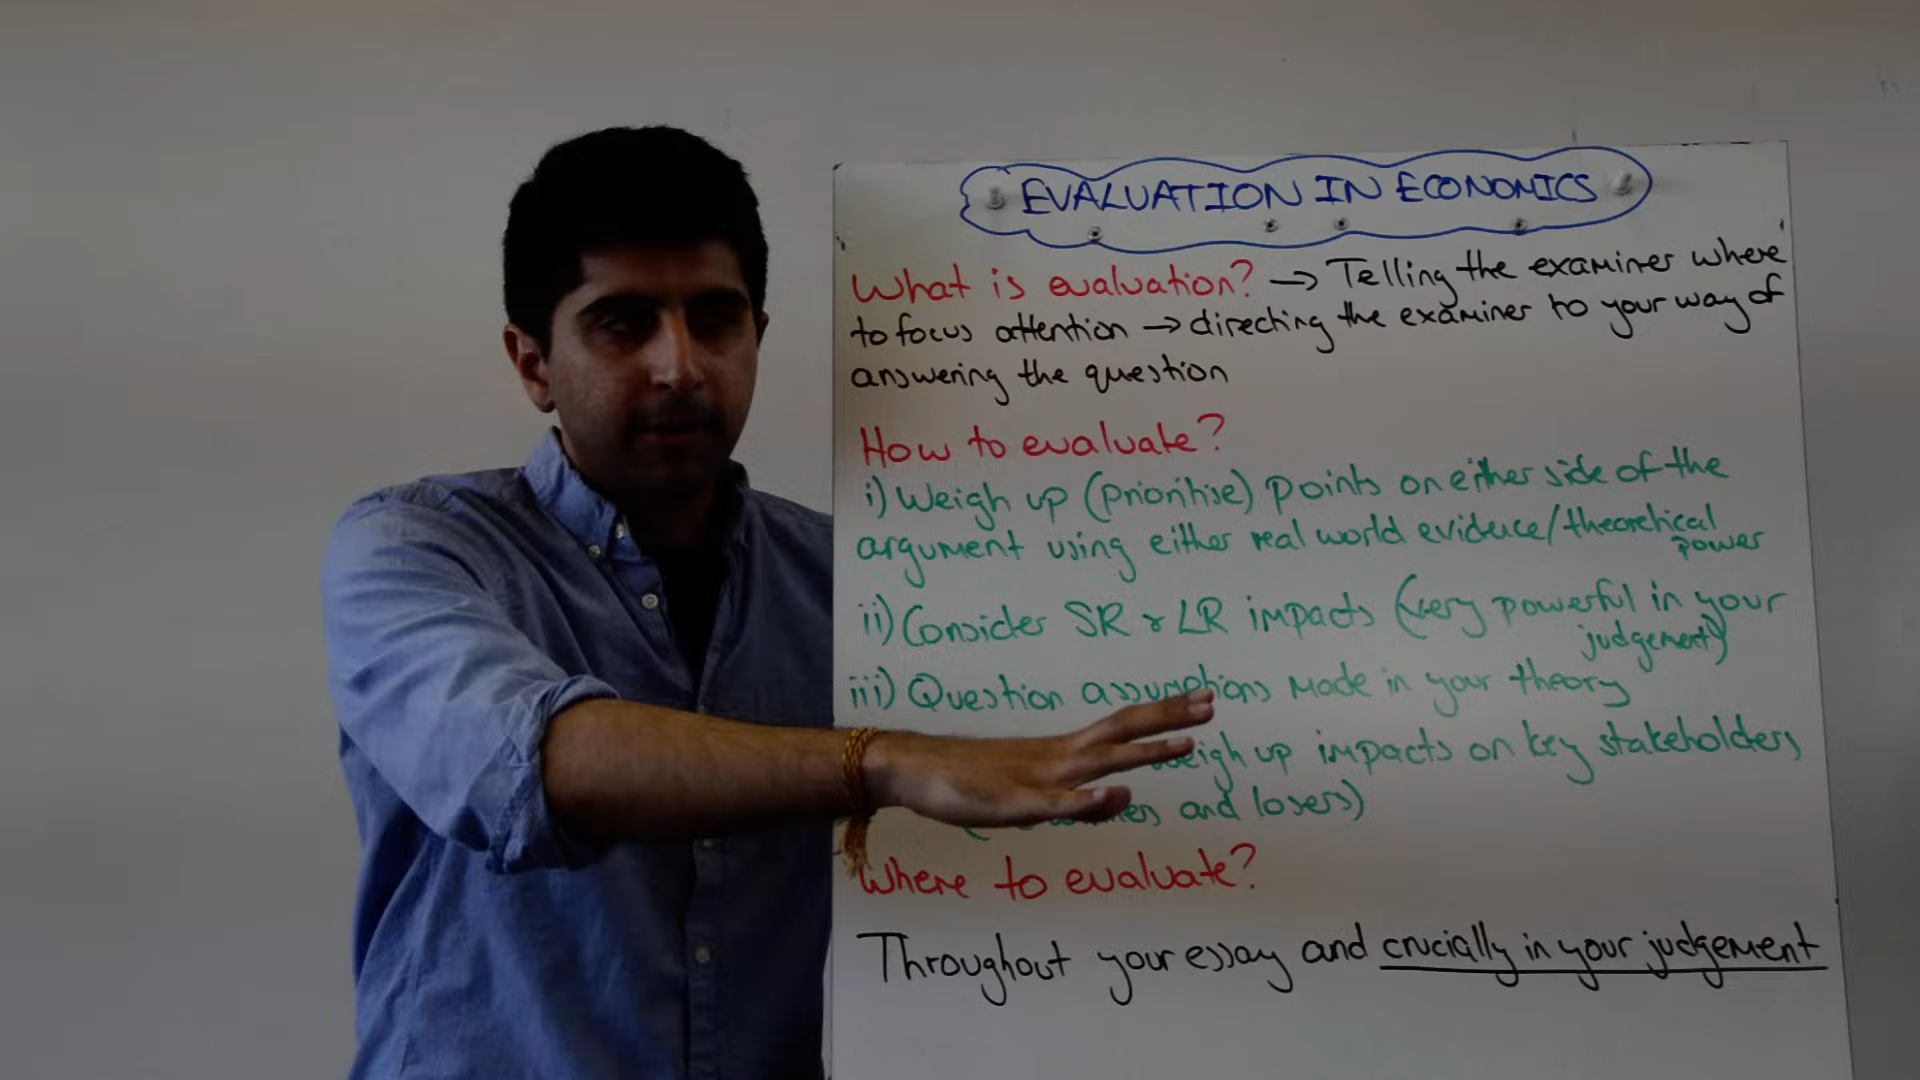 EVALUATION IN ECONOMICS
What is evaluation? → Telling the examiner where
to focus attention → directing the examiner to your way of
answering the question
How to evaluate?
i) Weigh up (prioritise) points on either side of the
argument using either real world evidence/theoretical
power
ii) Consider SR & LR impacts (very powerful in your
judgement)
iii) Question assumptions made in your theory
weigh up impacts on key stakeholders
and losers)
Where to evaluate?
Throughout your essay and crucially in your judgement